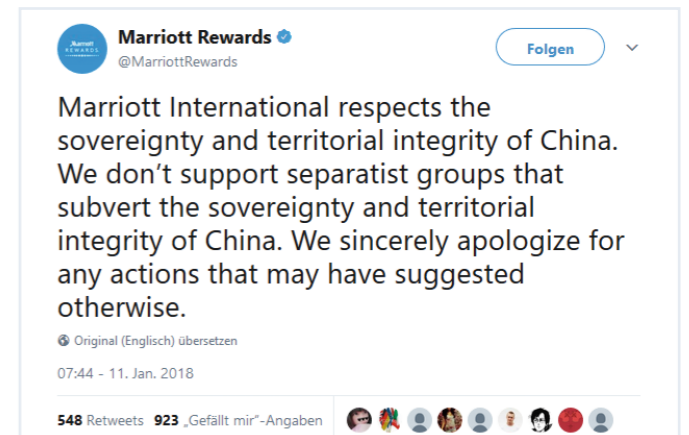 Marriott
REWARDS
Marriott Rewards
@MarriottRewards
Folgen
Marriott International respects the
sovereignty and territorial integrity of China.
We don't support separatist groups that
subvert the sovereignty and territorial
integrity of China. We sincerely apologize for
any actions that may have suggested
otherwise.
Original (Englisch) übersetzen
07:44 - 11. Jan. 2018
548 Retweets 923 „Gefällt mir“-Angaben